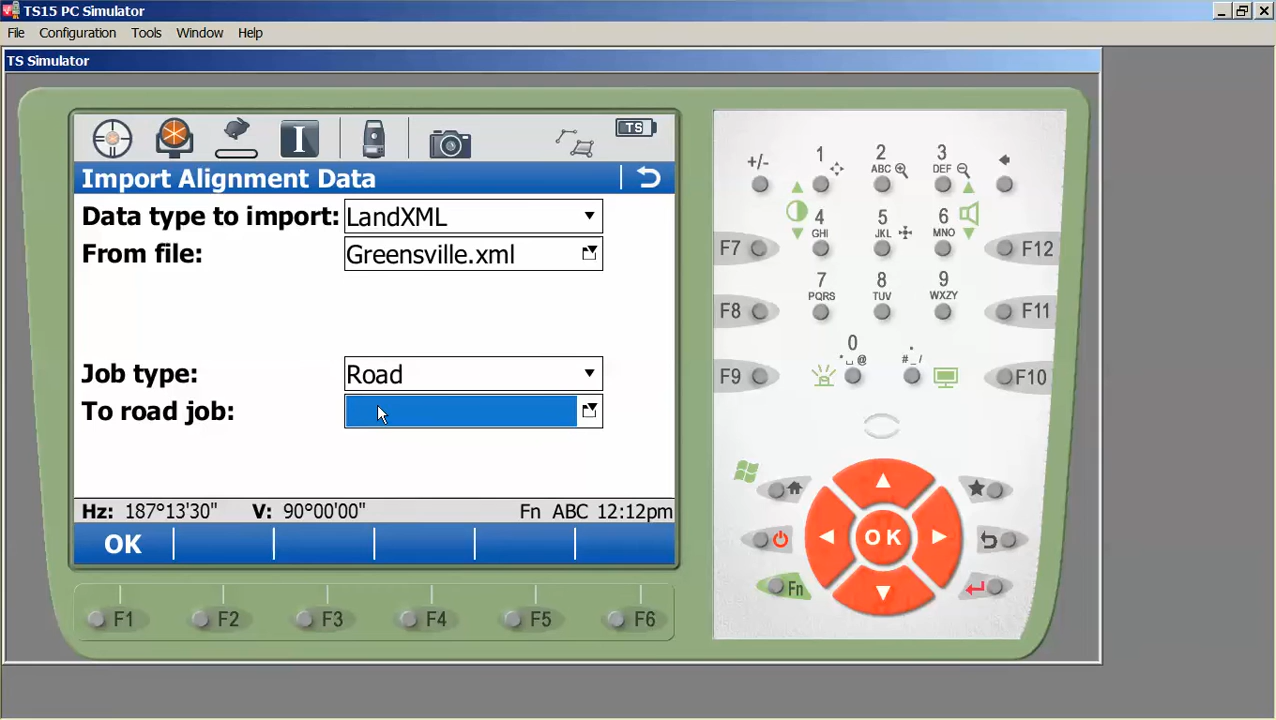 TS15 PC Simulator
File Configuration Tools Window Help
TS Simulator
TS
Import Alignment Data
Data type to import: LandXML
From file: Greensville.xml
Job type: Road
To road job:
Hz: 187°13'30" V: 90°00'00" Fn ABC 12:12pm
OK
F1 F2 F3 F4 F5 F6
+/- 1 2 3
ABC DEF
4 5 6
GHI JKL MNO
F7 F12
7 8 9
PQRS TUV WXZY
F8 F11
0 .
*␣@ #_/
F9 F10
OK
Fn